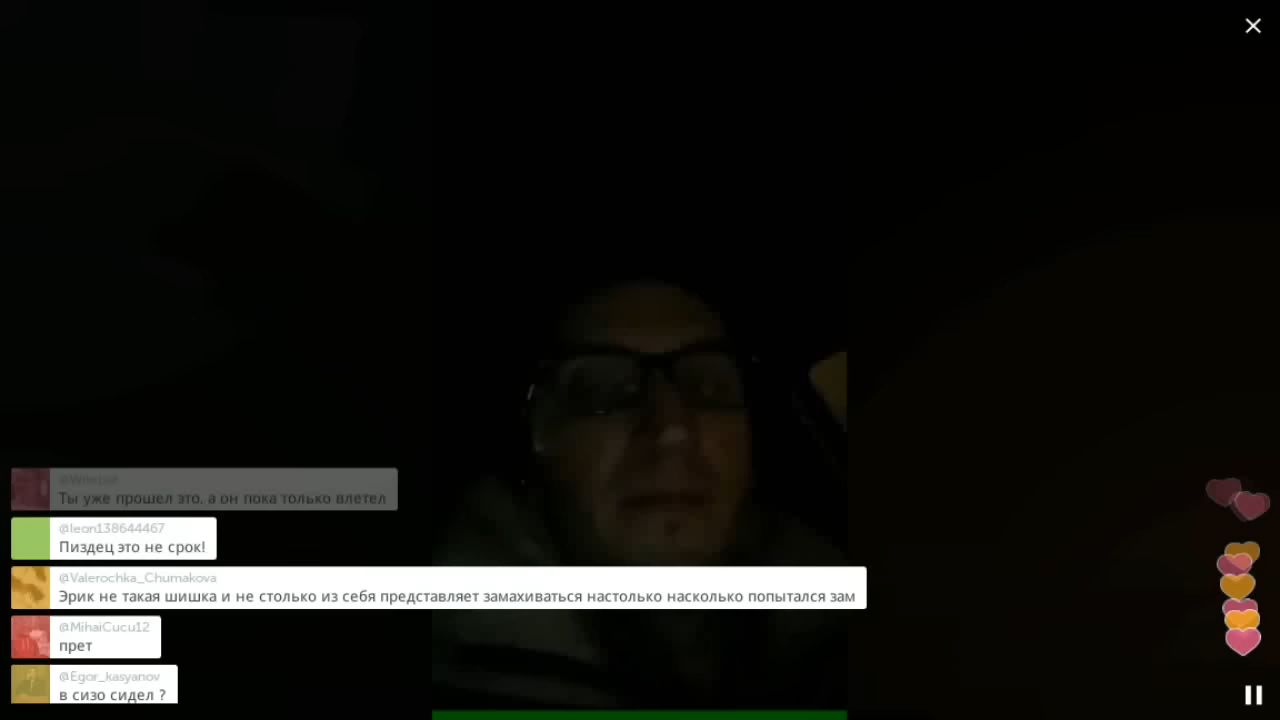 @Winepst
Ты уже прошел это. а он пока только влетел
@leon138644467
Пиздец это не срок!
@Valerochka_Chumakova
Эрик не такая шишка и не столько из себя представляет замахиваться настолько насколько попытался зам
@MihaiCucu12
прет
@Egor_kasyanov
в сизо сидел ?